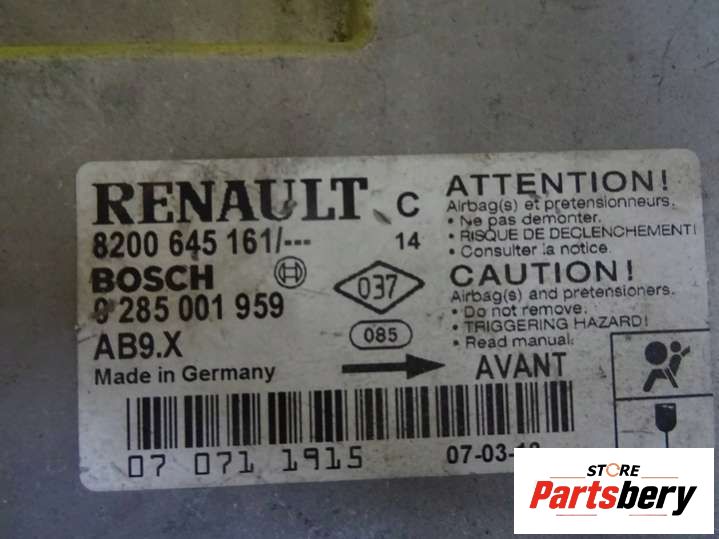 RENAULT C
8200 645 161/--- 14
BOSCH
0 285 001 959
037
085
AB9.X
Made in Germany
ATTENTION!
Airbag(s) et pretensionneurs.
• Ne pas demonter.
• RISQUE DE DECLENCHEMENT!
• Consulter la notice.
CAUTION!
Airbag(s) and pretensioners.
• Do not remove.
• TRIGGERING HAZARD!
• Read manual.
AVANT
07 071 1915
07-03-
STORE
Partsbery